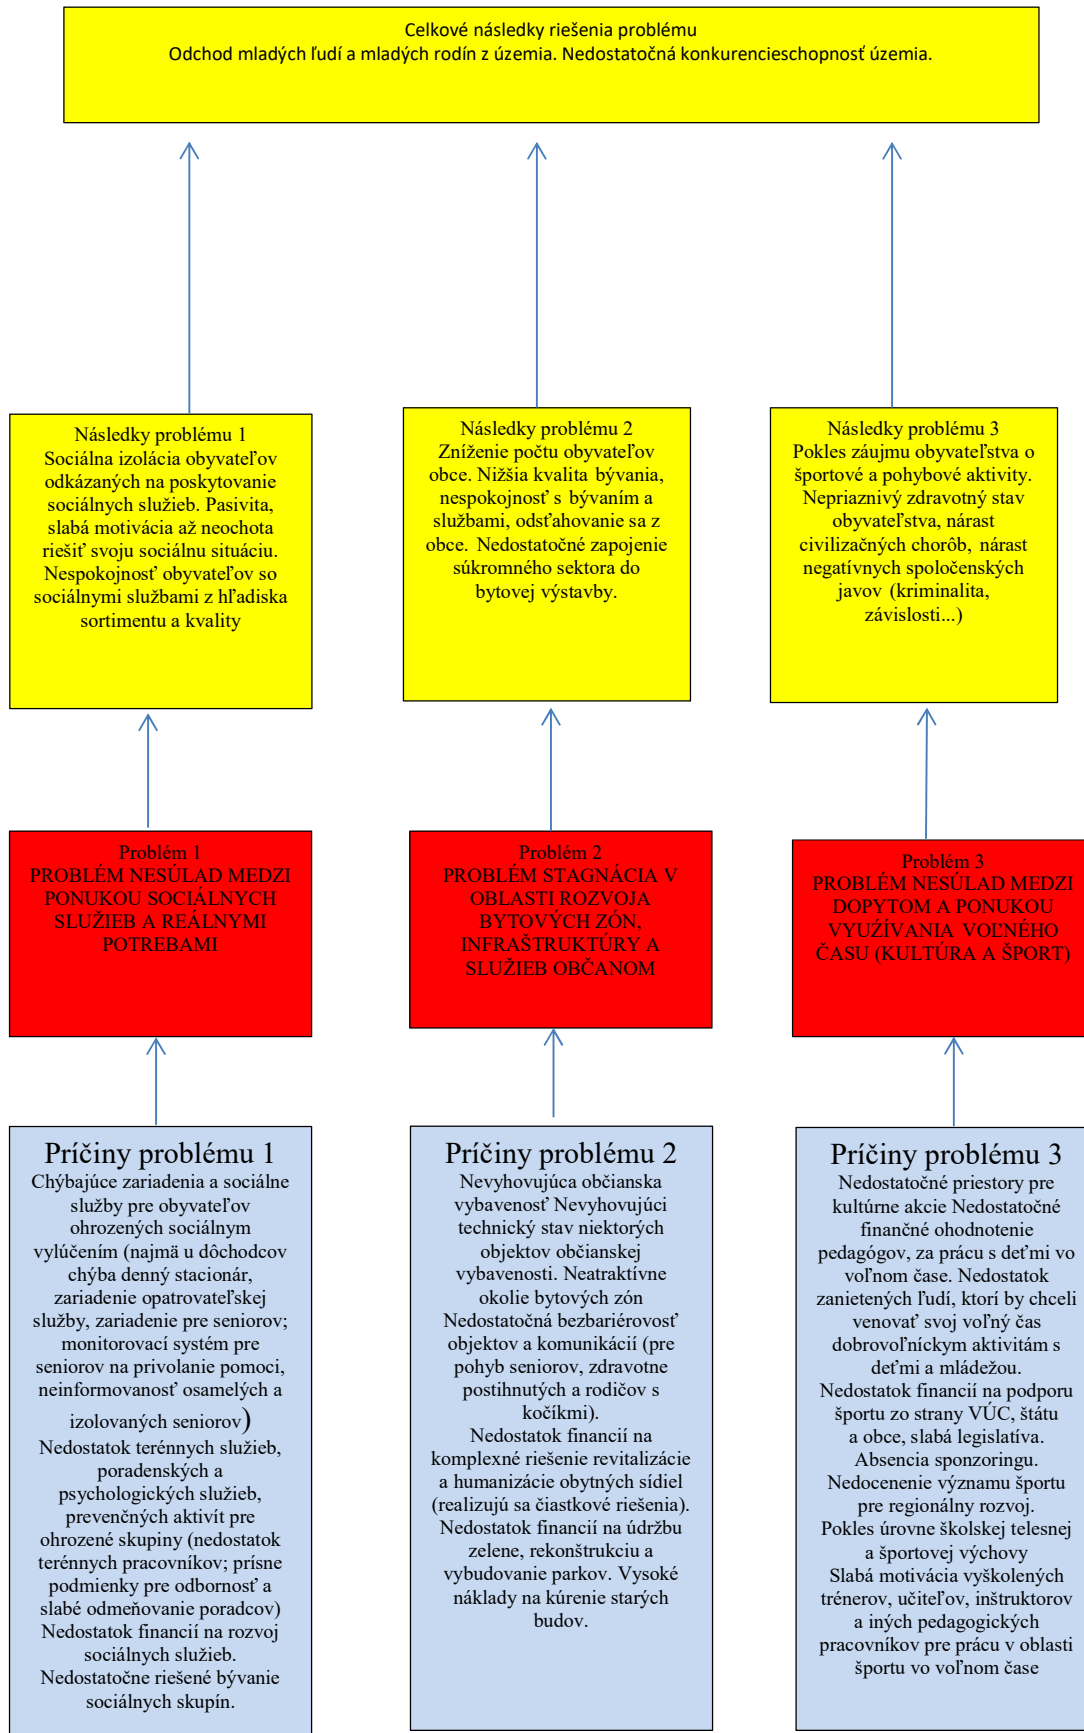 Celkové následky riešenia problému
Odchod mladých ľudí a mladých rodín z územia. Nedostatočná konkurencieschopnosť územia.
Následky problému 1
Sociálna izolácia obyvateľov
odkázaných na poskytovanie
sociálnych služieb. Pasivita,
slabá motivácia až neochota
riešiť svoju sociálnu situáciu.
Nespokojnosť obyvateľov so
sociálnymi službami z hľadiska
sortimentu a kvality
Následky problému 2
Zníženie počtu obyvateľov
obce. Nižšia kvalita bývania,
nespokojnosť s bývaním a
službami, odsťahovanie sa z
obce. Nedostatočné zapojenie
súkromného sektora do
bytovej výstavby.
Následky problému 3
Pokles záujmu obyvateľstva o
športové a pohybové aktivity.
Nepriaznivý zdravotný stav
obyvateľstva, nárast
civilizačných chorôb, nárast
negatívnych spoločenských
javov (kriminalita,
závislosti...)
Problém 1
PROBLÉM NESÚLAD MEDZI
PONUKOU SOCIÁLNYCH
SLUŽIEB A REÁLNYMI
POTREBAMI
Problém 2
PROBLÉM STAGNÁCIA V
OBLASTI ROZVOJA
BYTOVÝCH ZÓN,
INFRAŠTRUKTÚRY A
SLUŽIEB OBČANOM
Problém 3
PROBLÉM NESÚLAD MEDZI
DOPYTOM A PONUKOU
VYUŽÍVANIA VOĽNÉHO
ČASU (KULTÚRA A ŠPORT)
Príčiny problému 1
Chýbajúce zariadenia a sociálne
služby pre obyvateľov
ohrozených sociálnym
vylúčením (najmä u dôchodcov
chýba denný stacionár,
zariadenie opatrovateľskej
služby, zariadenie pre seniorov;
monitorovací systém pre
seniorov na privolanie pomoci,
neinformovanosť osamelých a
izolovaných seniorov)
Nedostatok terénnych služieb,
poradenských a
psychologických služieb,
prevenčných aktivít pre
ohrozené skupiny (nedostatok
terénnych pracovníkov; prísne
podmienky pre odbornosť a
slabé odmeňovanie poradcov)
Nedostatok financií na rozvoj
sociálnych služieb.
Nedostatočne riešené bývanie
sociálnych skupín.
Príčiny problému 2
Nevyhovujúca občianska
vybavenosť Nevyhovujúci
technický stav niektorých
objektov občianskej
vybavenosti. Neatraktívne
okolie bytových zón
Nedostatočná bezbariérovosť
objektov a komunikácií (pre
pohyb seniorov, zdravotne
postihnutých a rodičov s
kočíkmi).
Nedostatok financií na
komplexné riešenie revitalizácie
a humanizácie obytných sídiel
(realizujú sa čiastkové riešenia).
Nedostatok financií na údržbu
zelene, rekonštrukciu a
vybudovanie parkov. Vysoké
náklady na kúrenie starých
budov.
Príčiny problému 3
Nedostatočné priestory pre
kultúrne akcie Nedostatočné
finančné ohodnotenie
pedagógov, za prácu s deťmi vo
voľnom čase. Nedostatok
zanietených ľudí, ktorí by chceli
venovať svoj voľný čas
dobrovoľníckym aktivitám s
deťmi a mládežou.
Nedostatok financií na podporu
športu zo strany VÚC, štátu
a obce, slabá legislatíva.
Absencia sponzoringu.
Nedocenenie významu športu
pre regionálny rozvoj.
Pokles úrovne školskej telesnej
a športovej výchovy
Slabá motivácia vyškolených
trénerov, učiteľov, inštruktorov
a iných pedagogických
pracovníkov pre prácu v oblasti
športu vo voľnom čase